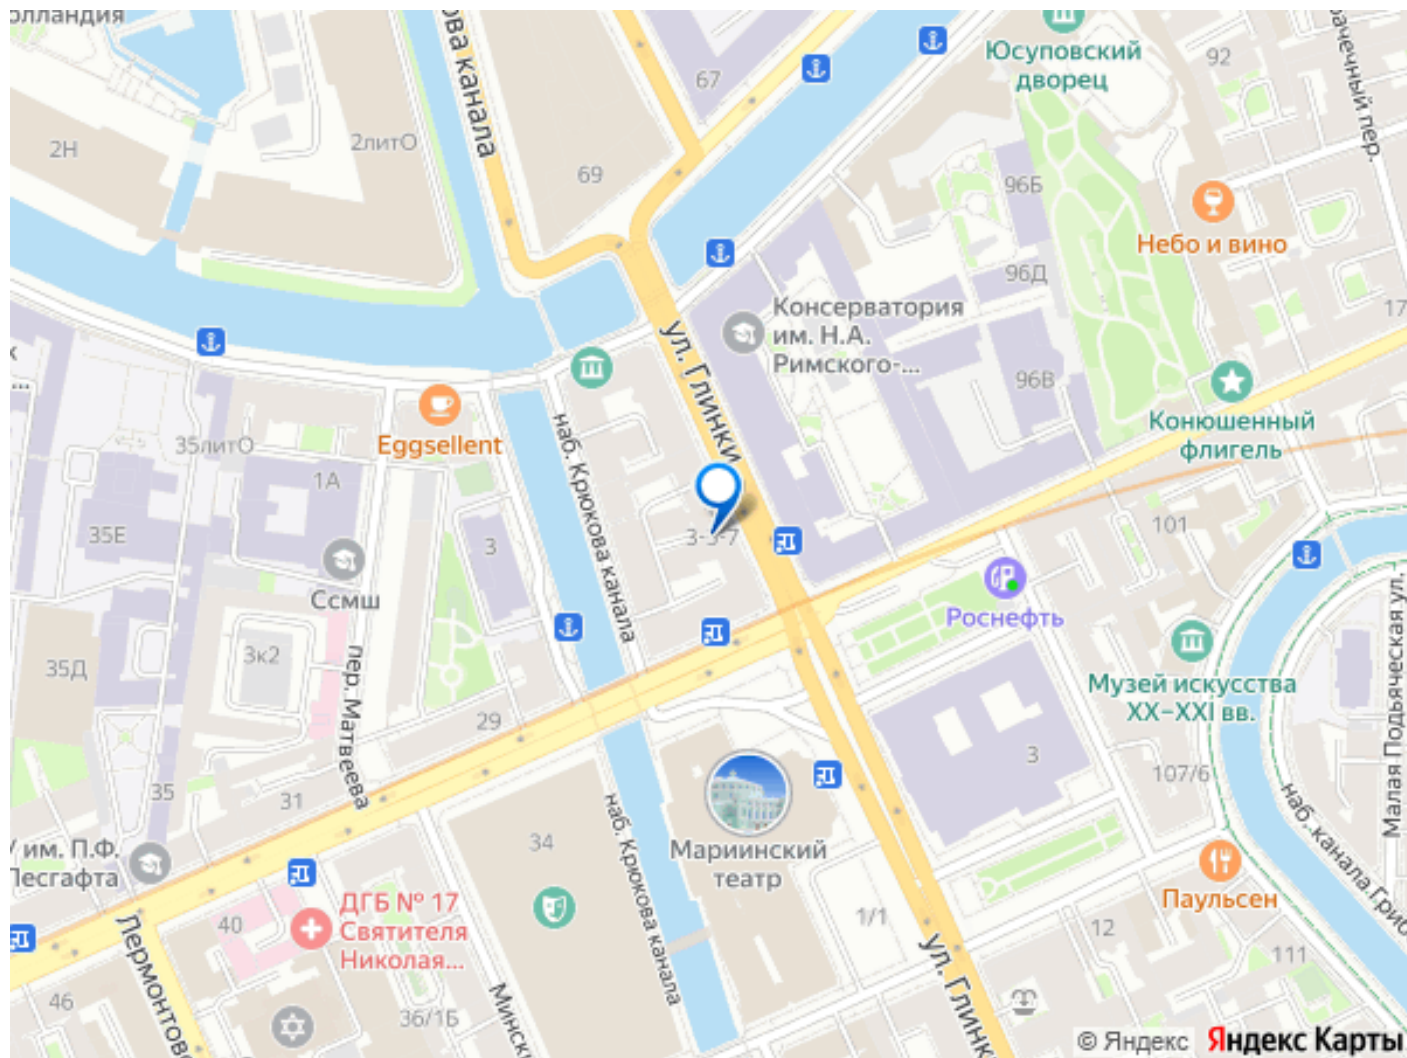 олландия
ова канала
67
Юсуповский
дворец
92
рачечный пер.
2Н
2литО
69
96Б
Небо и вино
96Д
Консерватория
им. Н.А.
Римского-...
17
ул. Глинки
к
...
96В
Eggsellent
Конюшенный
флигель
наб. Крюкова канала
35литО
1А
35Е
3
3-5-7
101
Ссмш
Роснефть
Малая Подьяческая ул.
3к2
35Д
пер. Матвеева
Музей искусства
XX–XXI вв.
29
3
107/6
35
31
наб. Крюкова канала
наб. канала Грибо
34
Мариинский
театр
У им. П.Ф.
Лесгафта
Паульсен
ДГБ № 17
Святителя
Николая...
40
1/1
12
Лермонтово
ул. Глинки
111
46
36/1Б
Минск
© Яндекс Яндекс Карты